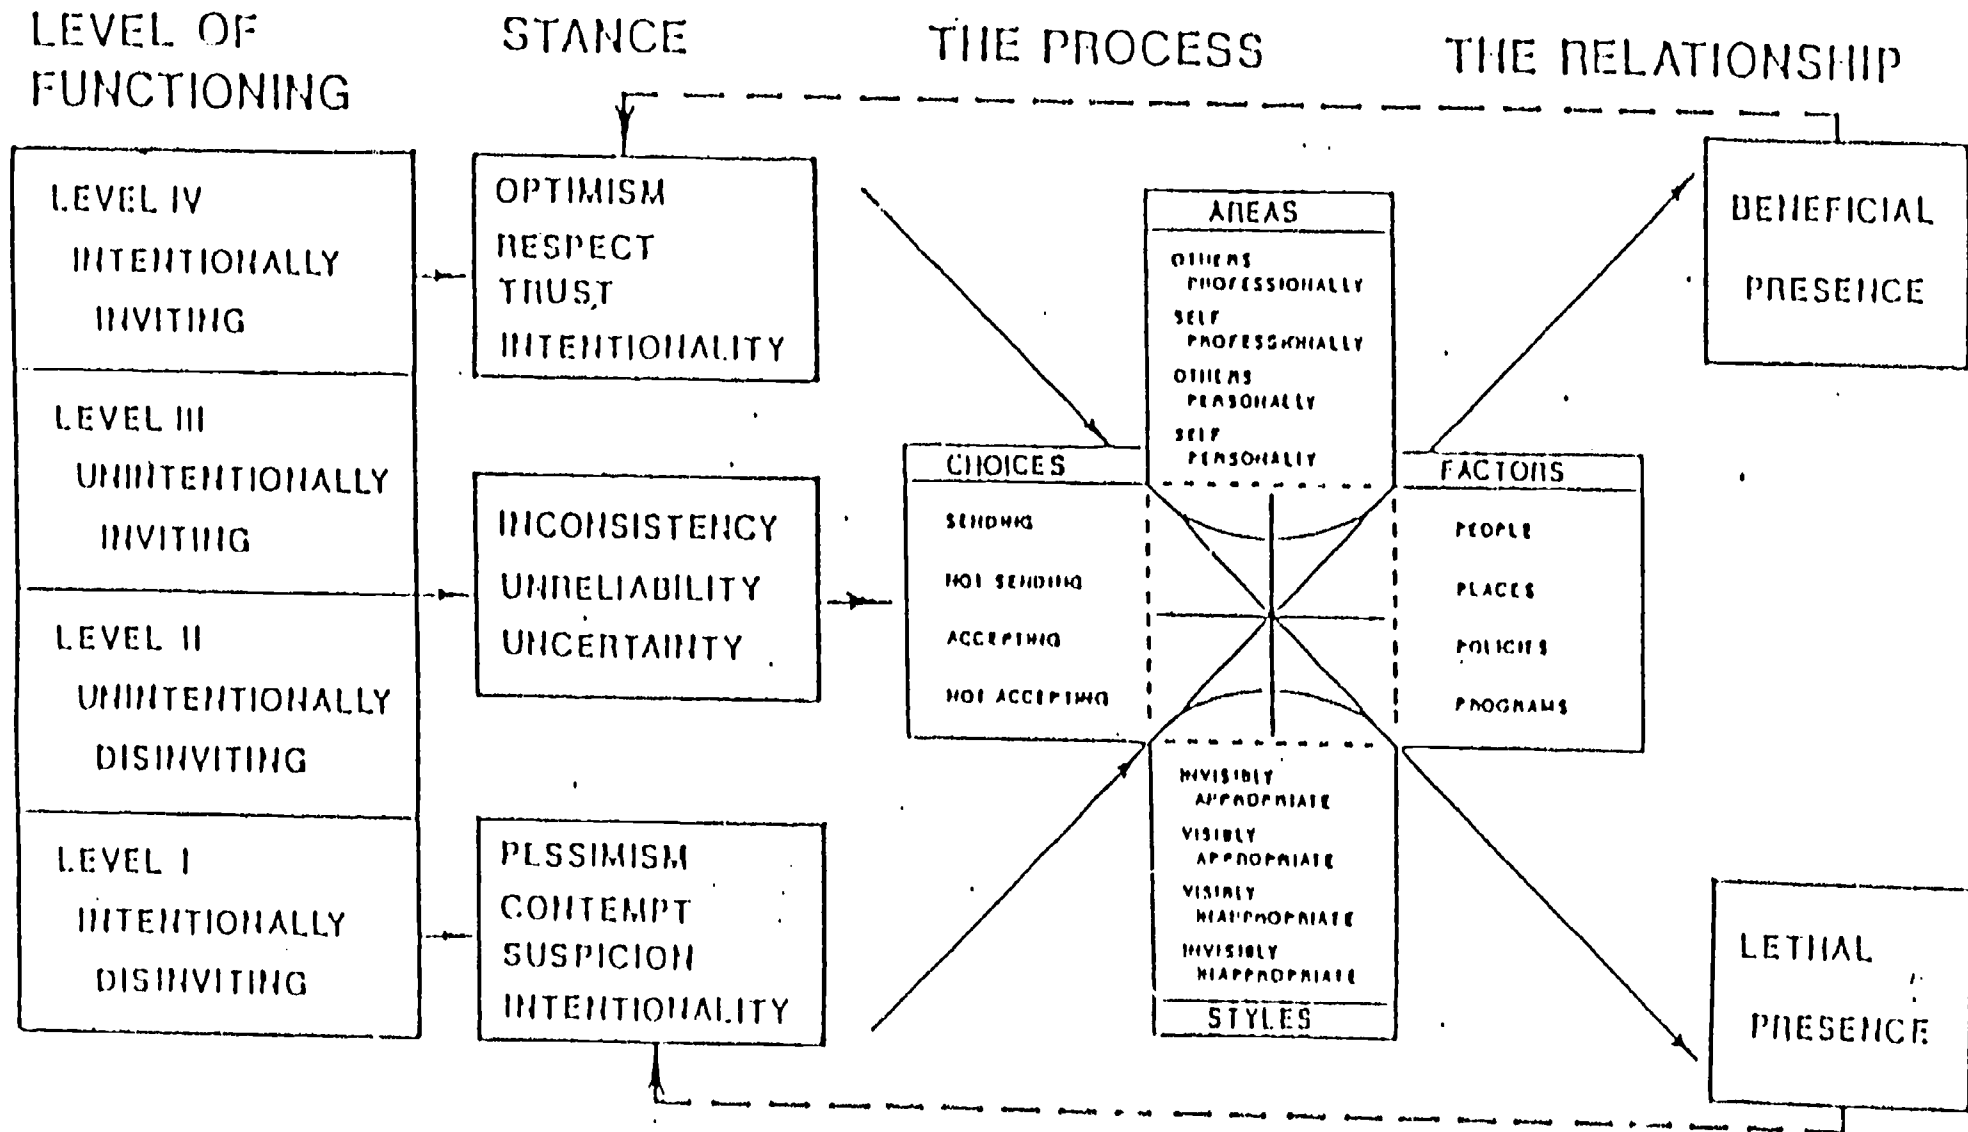 LEVEL OF
FUNCTIONING
STANCE
THE PROCESS
THE RELATIONSHIP
LEVEL IV
INTENTIONALLY
INVITING
LEVEL III
UNINTENTIONALLY
INVITING
LEVEL II
UNINTENTIONALLY
DISINVITING
LEVEL I
INTENTIONALLY
DISINVITING
OPTIMISM
RESPECT
TRUST
INTENTIONALITY
INCONSISTENCY
UNRELIABILITY
UNCERTAINTY
PESSIMISM
CONTEMPT
SUSPICION
INTENTIONALITY
CHOICES
SENDING
NOT SENDING
ACCEPTING
NOT ACCEPTING
AREAS
OTHERS
PROFESSIONALLY
SELF
PROFESSIONALLY
OTHERS
PERSONALLY
SELF
PERSONALLY
FACTORS
PEOPLE
PLACES
POLICIES
PROGRAMS
INVISIBLY
APPROPRIATE
VISIBLY
APPROPRIATE
VISIBLY
INAPPROPRIATE
INVISIBLY
INAPPROPRIATE
STYLES
BENEFICIAL
PRESENCE
LETHAL
PRESENCE